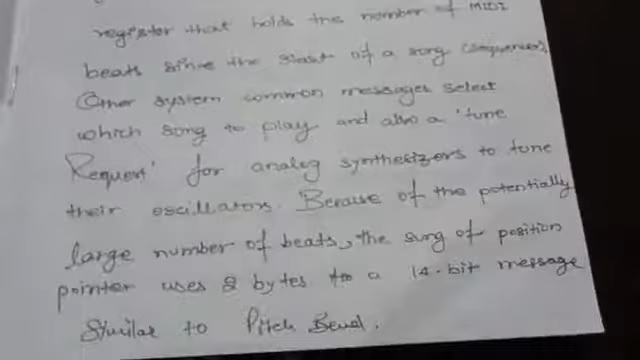 register that holds the number of MIDI
beats since the start of a song (sequences).
Other system common messages select
which song to play and also a 'tune
Request' for analog synthesizers to tune
their oscillators. Because of the potentially
large number of beats, the song of position
pointer uses 2 bytes to a 14-bit message
Similar to Pitch Bend.